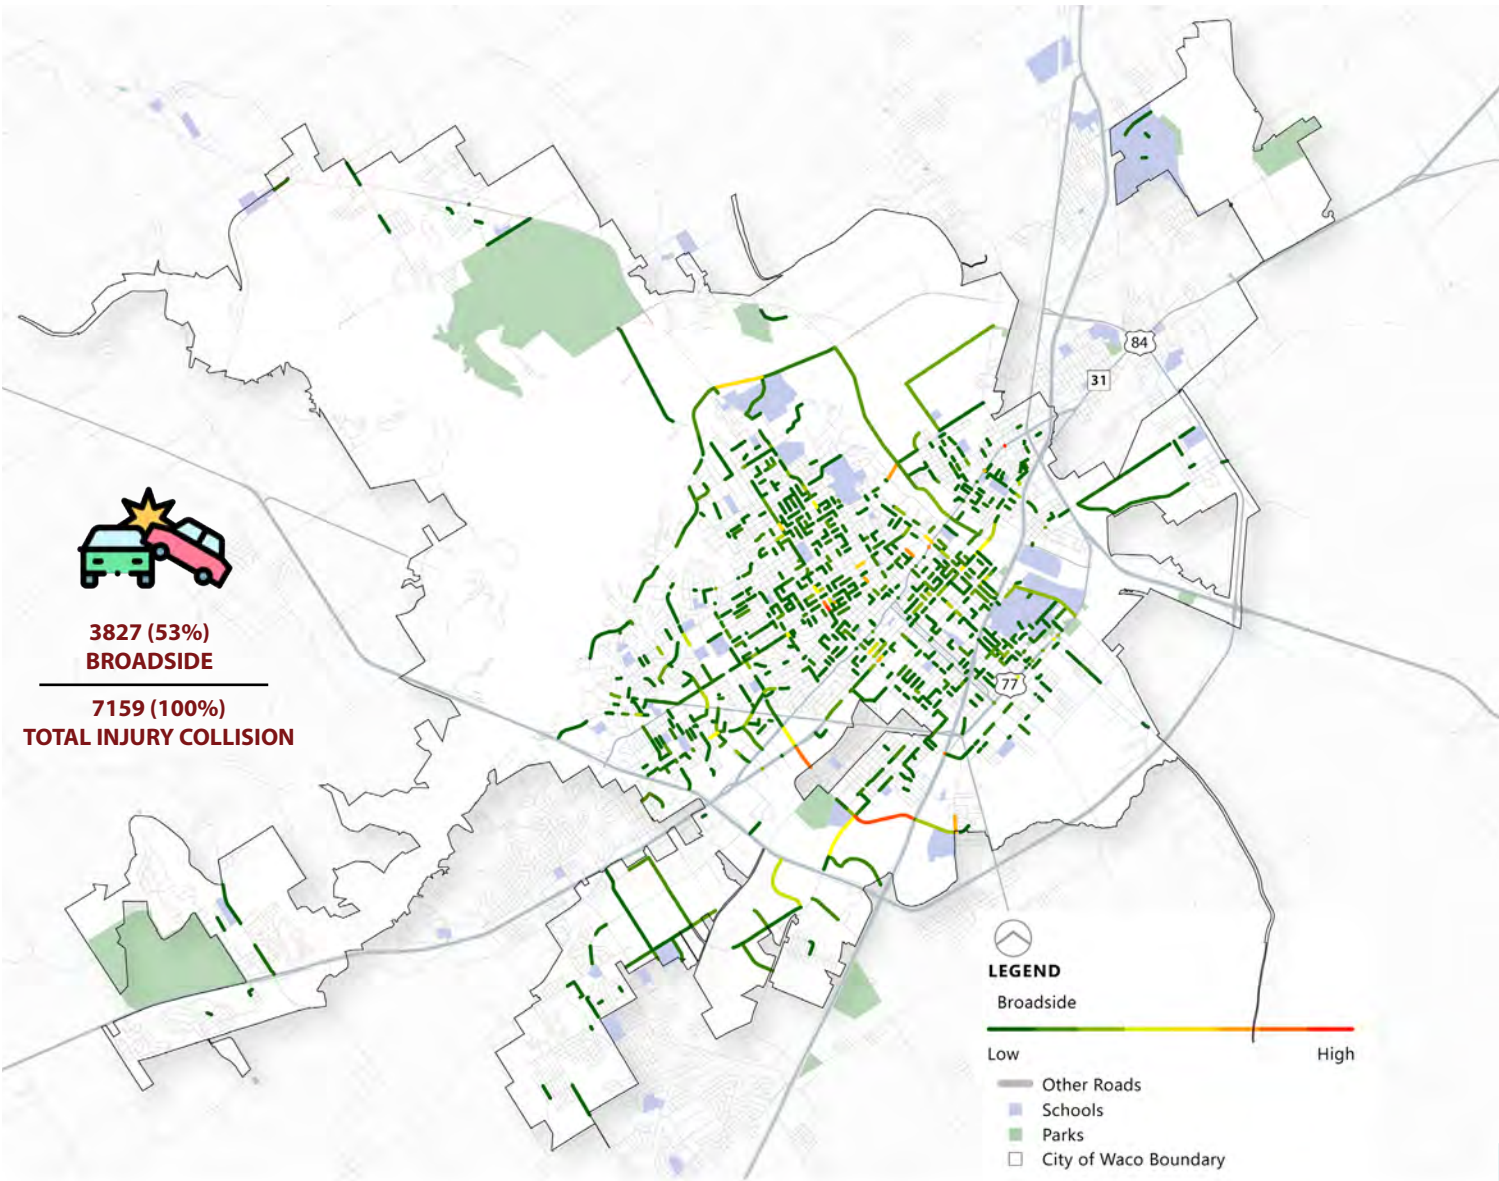 84
31
3827 (53%)
BROADSIDE
7159 (100%)
TOTAL INJURY COLLISION
77
LEGEND
Broadside
Low High
Other Roads
Schools
Parks
City of Waco Boundary